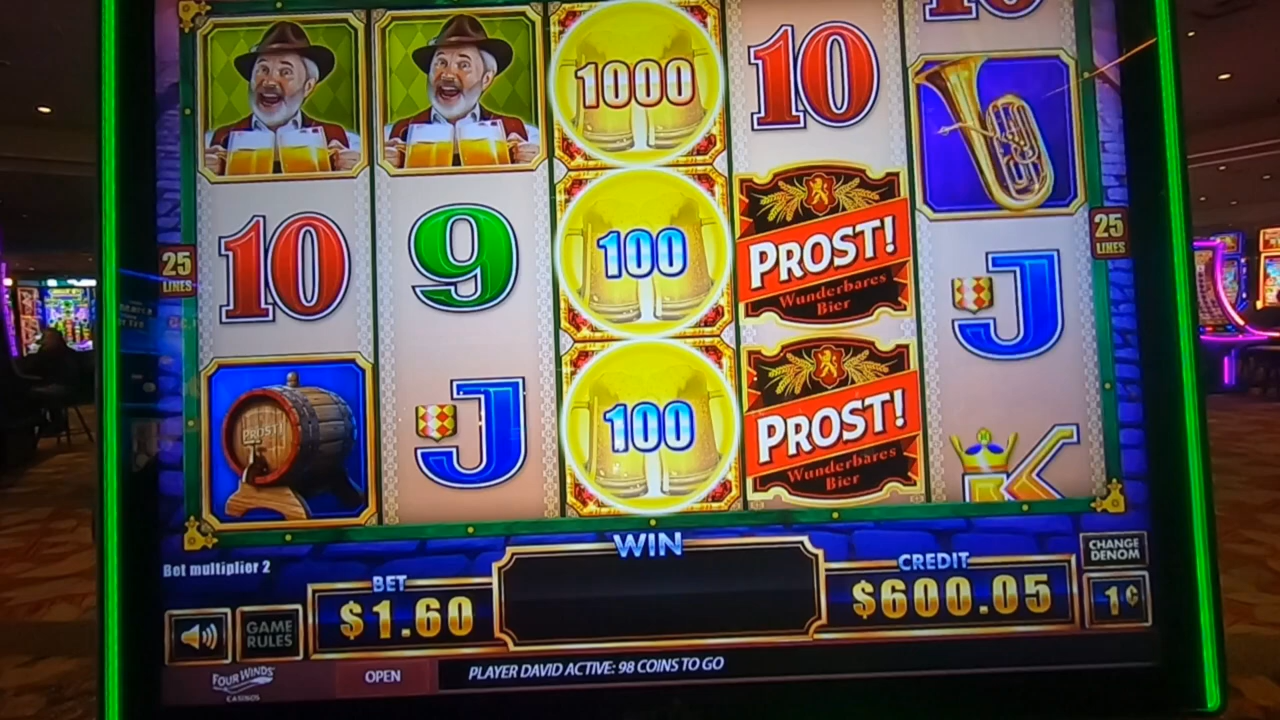 10
1000
10
100
PROST!
Wunderbares
Bier
10
9
J
25
LINES
25
LINES
PROST!
J
100
PROST!
Wunderbares
Bier
K
WIN
Bet multiplier 2
BET
$1.60
CREDIT
$600.05
CHANGE
DENOM
1¢
GAME
RULES
FOUR WINDS
CASINOS
OPEN
PLAYER DAVID ACTIVE: 98 COINS TO GO